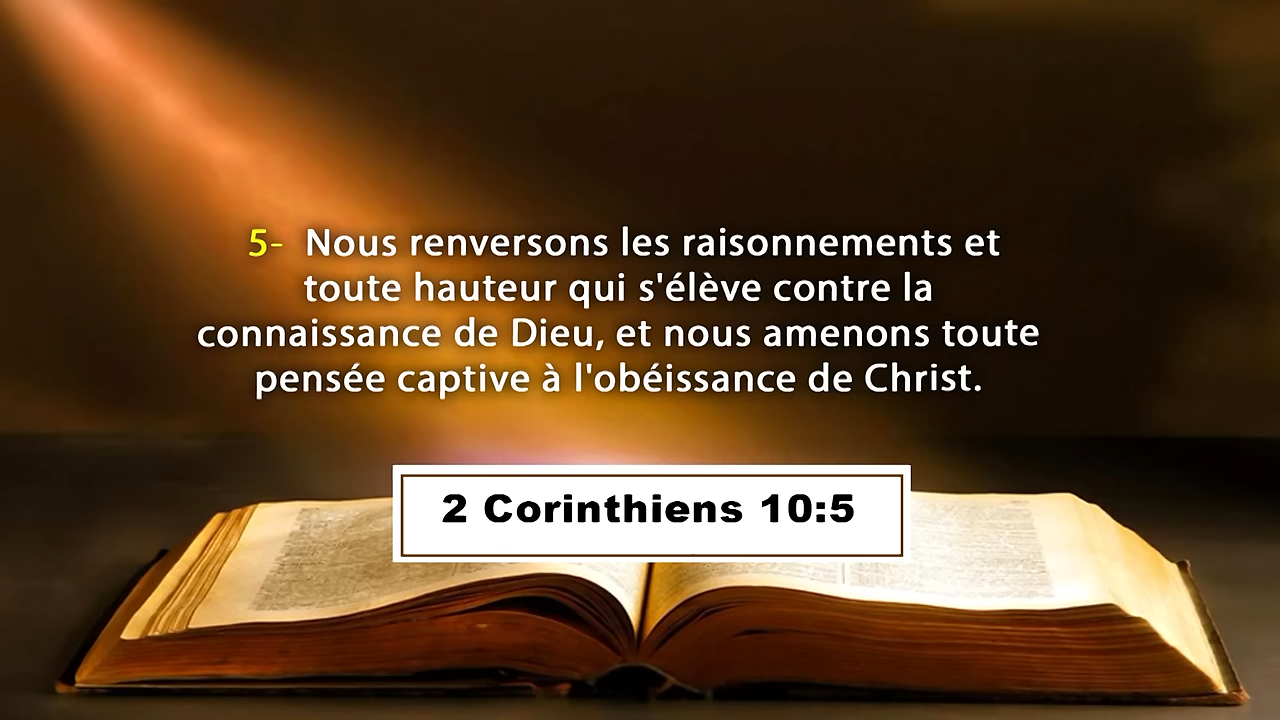 5- Nous renversons les raisonnements et
toute hauteur qui s'élève contre la
connaissance de Dieu, et nous amenons toute
pensée captive à l'obéissance de Christ.
2 Corinthiens 10:5